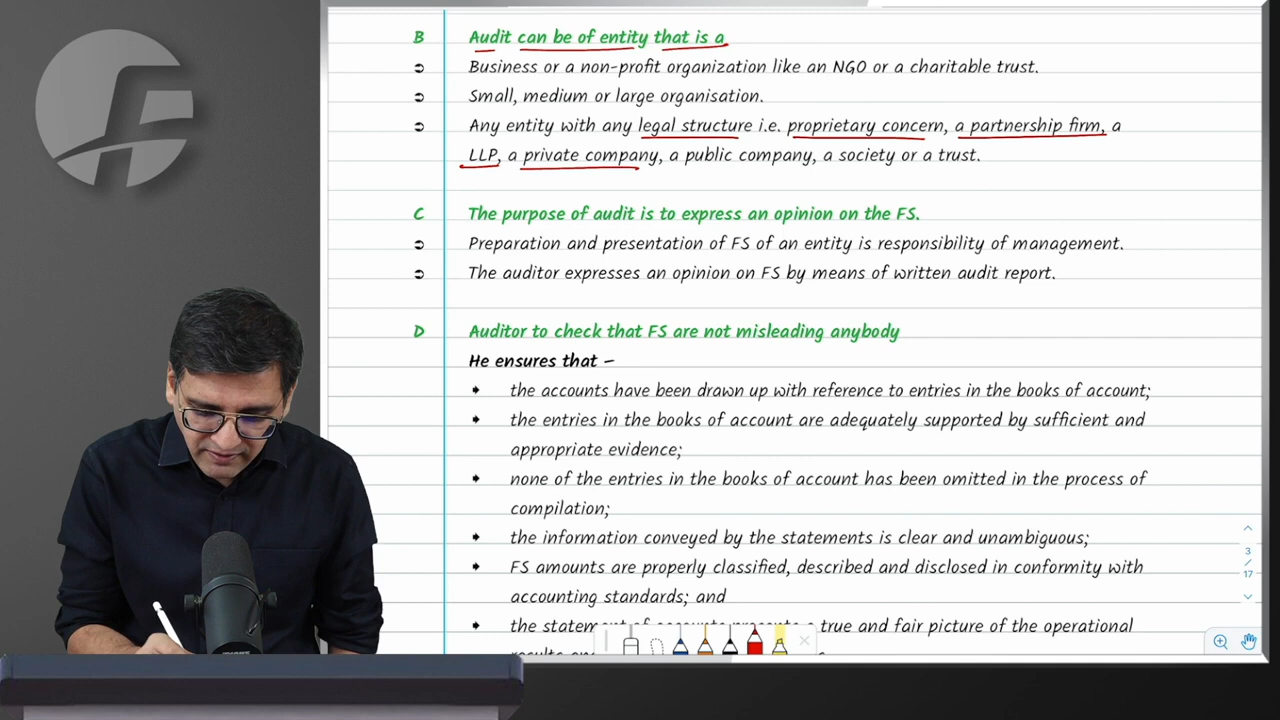 B Audit can be of entity that is a
➲ Business or a non-profit organization like an NGO or a charitable trust.
➲ Small, medium or large organisation.
➲ Any entity with any legal structure i.e. proprietary concern, a partnership firm, a
LLP, a private company, a public company, a society or a trust.
C The purpose of audit is to express an opinion on the FS.
➲ Preparation and presentation of FS of an entity is responsibility of management.
➲ The auditor expresses an opinion on FS by means of written audit report.
D Auditor to check that FS are not misleading anybody
He ensures that –
the accounts have been drawn up with reference to entries in the books of account;
the entries in the books of account are adequately supported by sufficient and
appropriate evidence;
none of the entries in the books of account has been omitted in the process of
compilation;
the information conveyed by the statements is clear and unambiguous;
FS amounts are properly classified, described and disclosed in conformity with
accounting standards; and
the true and fair picture of the operational
3
/
17